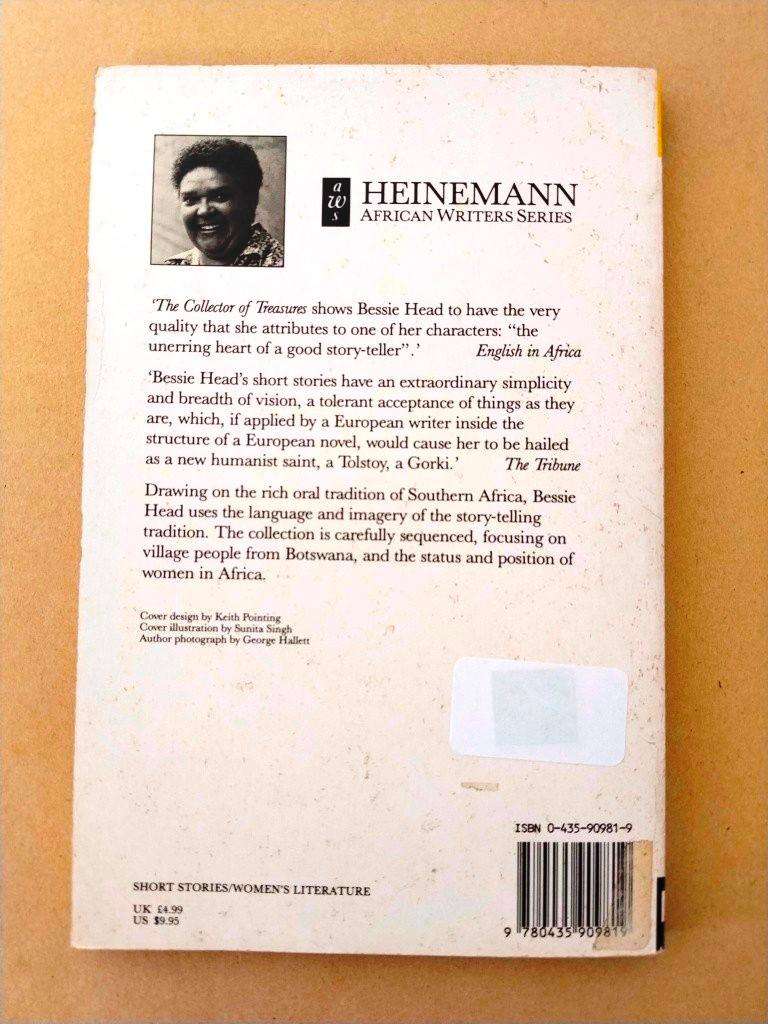 a
w
s
HEINEMANN
AFRICAN WRITERS SERIES
'The Collector of Treasures shows Bessie Head to have the very
quality that she attributes to one of her characters: "the
unerring heart of a good story-teller".' English in Africa
'Bessie Head's short stories have an extraordinary simplicity
and breadth of vision, a tolerant acceptance of things as they
are, which, if applied by a European writer inside the
structure of a European novel, would cause her to be hailed
as a new humanist saint, a Tolstoy, a Gorki.' The Tribune
Drawing on the rich oral tradition of Southern Africa, Bessie
Head uses the language and imagery of the story-telling
tradition. The collection is carefully sequenced, focusing on
village people from Botswana, and the status and position of
women in Africa.
Cover design by Keith Pointing
Cover illustration by Sunita Singh
Author photograph by George Hallett
ISBN 0-435-90981-9
SHORT STORIES/WOMEN'S LITERATURE
UK £4.99
US $9.95
9 780435 909819